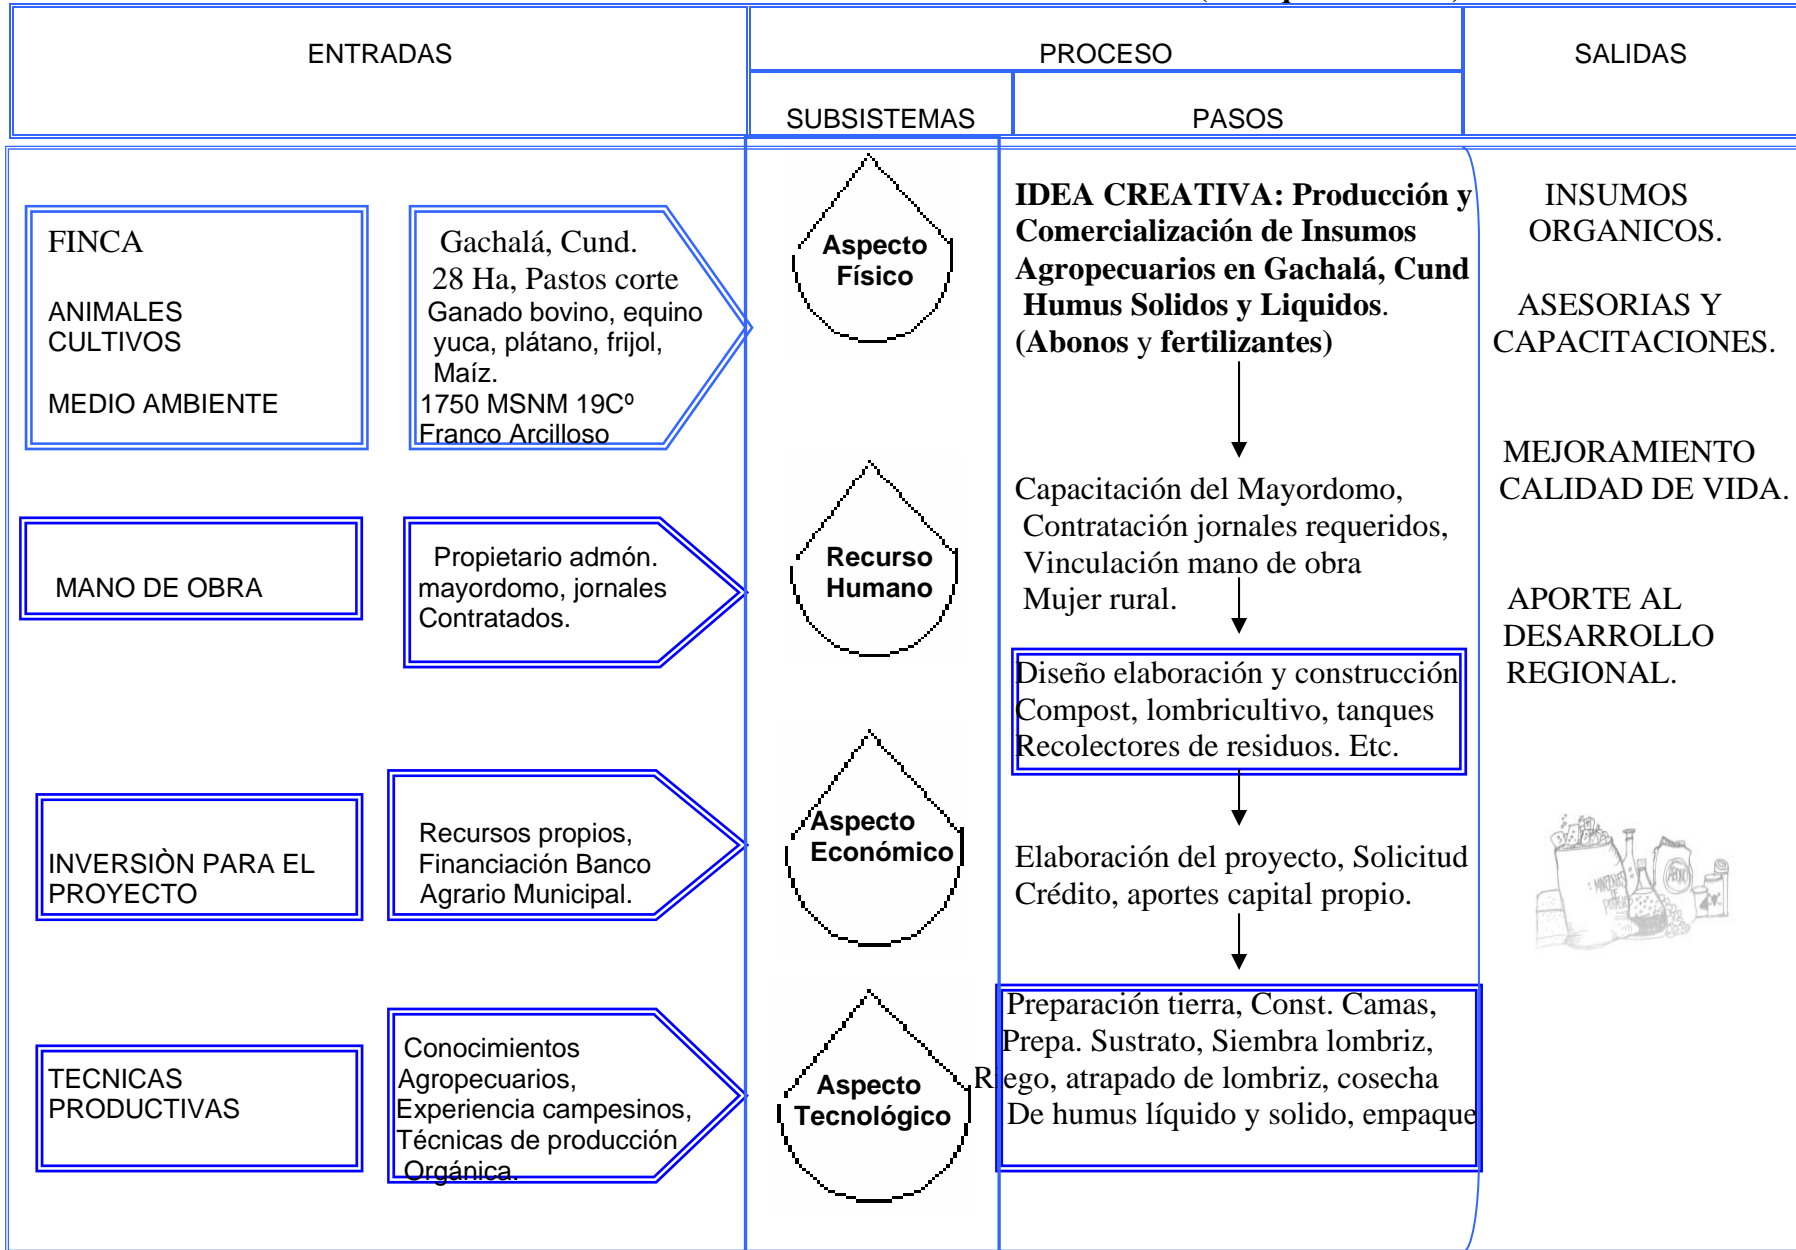 ENTRADAS
PROCESO
SALIDAS
SUBSISTEMAS
PASOS
FINCA
ANIMALES
CULTIVOS
MEDIO AMBIENTE
Gachalá, Cund.
28 Ha, Pastos corte
Ganado bovino, equino
yuca, plátano, frijol,
Maíz.
1750 MSNM 19Cº
Franco Arcilloso
Aspecto
Físico
IDEA CREATIVA: Producción y
Comercialización de Insumos
Agropecuarios en Gachalá, Cund
Humus Solidos y Liquidos.
(Abonos y fertilizantes)
INSUMOS
ORGANICOS.
ASESORIAS Y
CAPACITACIONES.
MEJORAMIENTO
CALIDAD DE VIDA.
APORTE AL
DESARROLLO
REGIONAL.
MANO DE OBRA
Propietario admón.
mayordomo, jornales
Contratados.
Recurso
Humano
Capacitación del Mayordomo,
Contratación jornales requeridos,
Vinculación mano de obra
Mujer rural.
Diseño elaboración y construcción
Compost, lombricultivo, tanques
Recolectores de residuos. Etc.
INVERSIÒN PARA EL
PROYECTO
Recursos propios,
Financiación Banco
Agrario Municipal.
Aspecto
Económico
Elaboración del proyecto, Solicitud
Crédito, aportes capital propio.
TECNICAS
PRODUCTIVAS
Conocimientos
Agropecuarios,
Experiencia campesinos,
Técnicas de producción
Orgánica.
Aspecto
Tecnológico
Preparación tierra, Const. Camas,
Prepa. Sustrato, Siembra lombriz,
Riego, atrapado de lombriz, cosecha
De humus líquido y solido, empaque